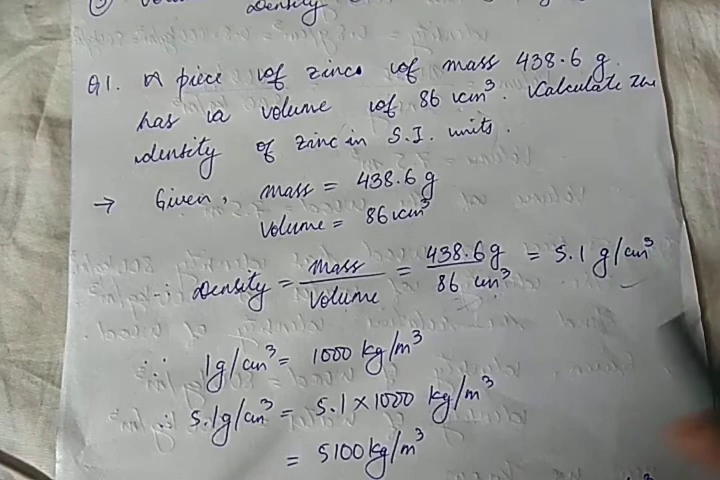 Density
Q1. A piece of zinc of mass 438.6 g
has a volume of 86 cm³. Calculate the
density of zinc in S.I. units.
→ Given, mass = 438.6 g
Volume = 86 cm³
∴ Density = mass/Volume = 438.6 g/86 cm³ = 5.1 g/cm³
∵ 1g/cm³ = 1000 kg/m³
∴ 5.1g/cm³ = 5.1 × 1000 kg/m³
= 5100 kg/m³